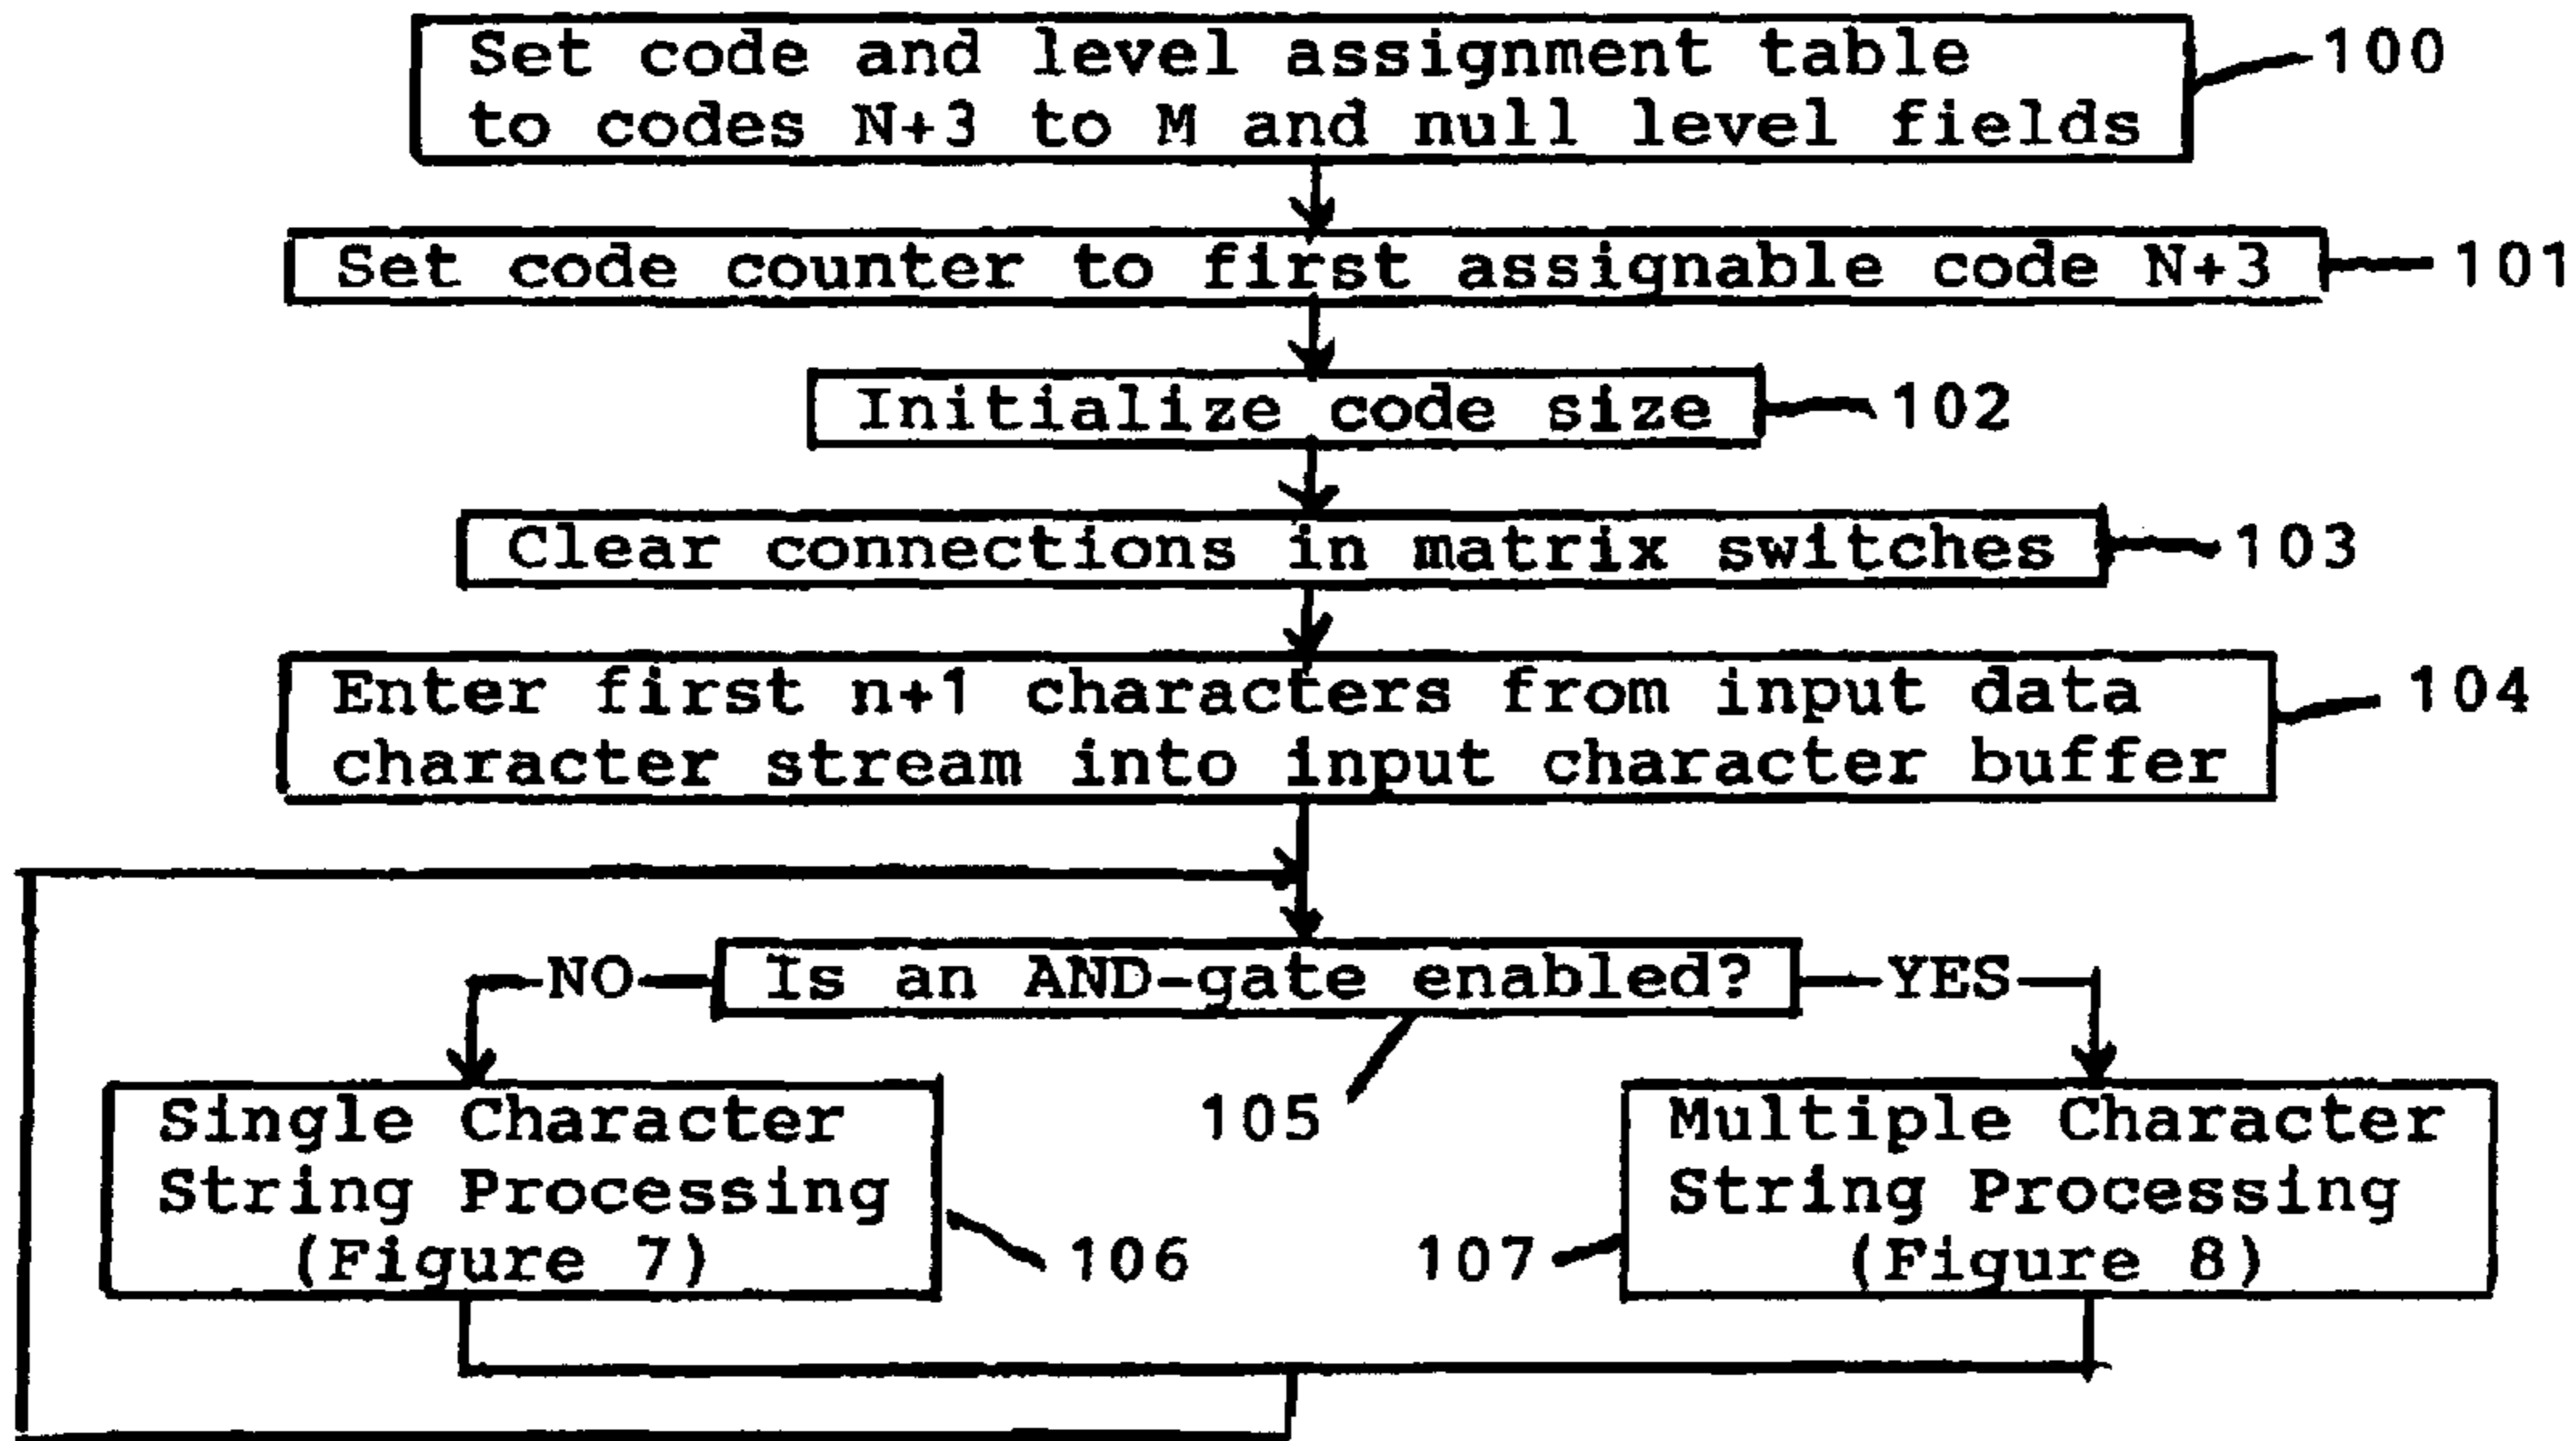 Set code and level assignment table
to codes N+3 to M and null level fields
100
Set code counter to first assignable code N+3
101
Initialize code size
102
Clear connections in matrix switches
103
Enter first n+1 characters from input data
character stream into input character buffer
104
NO
Is an AND-gate enabled?
YES
105
Single Character
String Processing
(Figure 7)
106
Multiple Character
String Processing
(Figure 8)
107